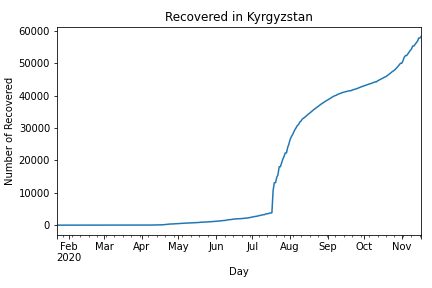 Recovered in Kyrgyzstan
Number of Recovered
60000
50000
40000
30000
20000
10000
0
Feb Mar Apr May Jun Jul Aug Sep Oct Nov
2020
Day